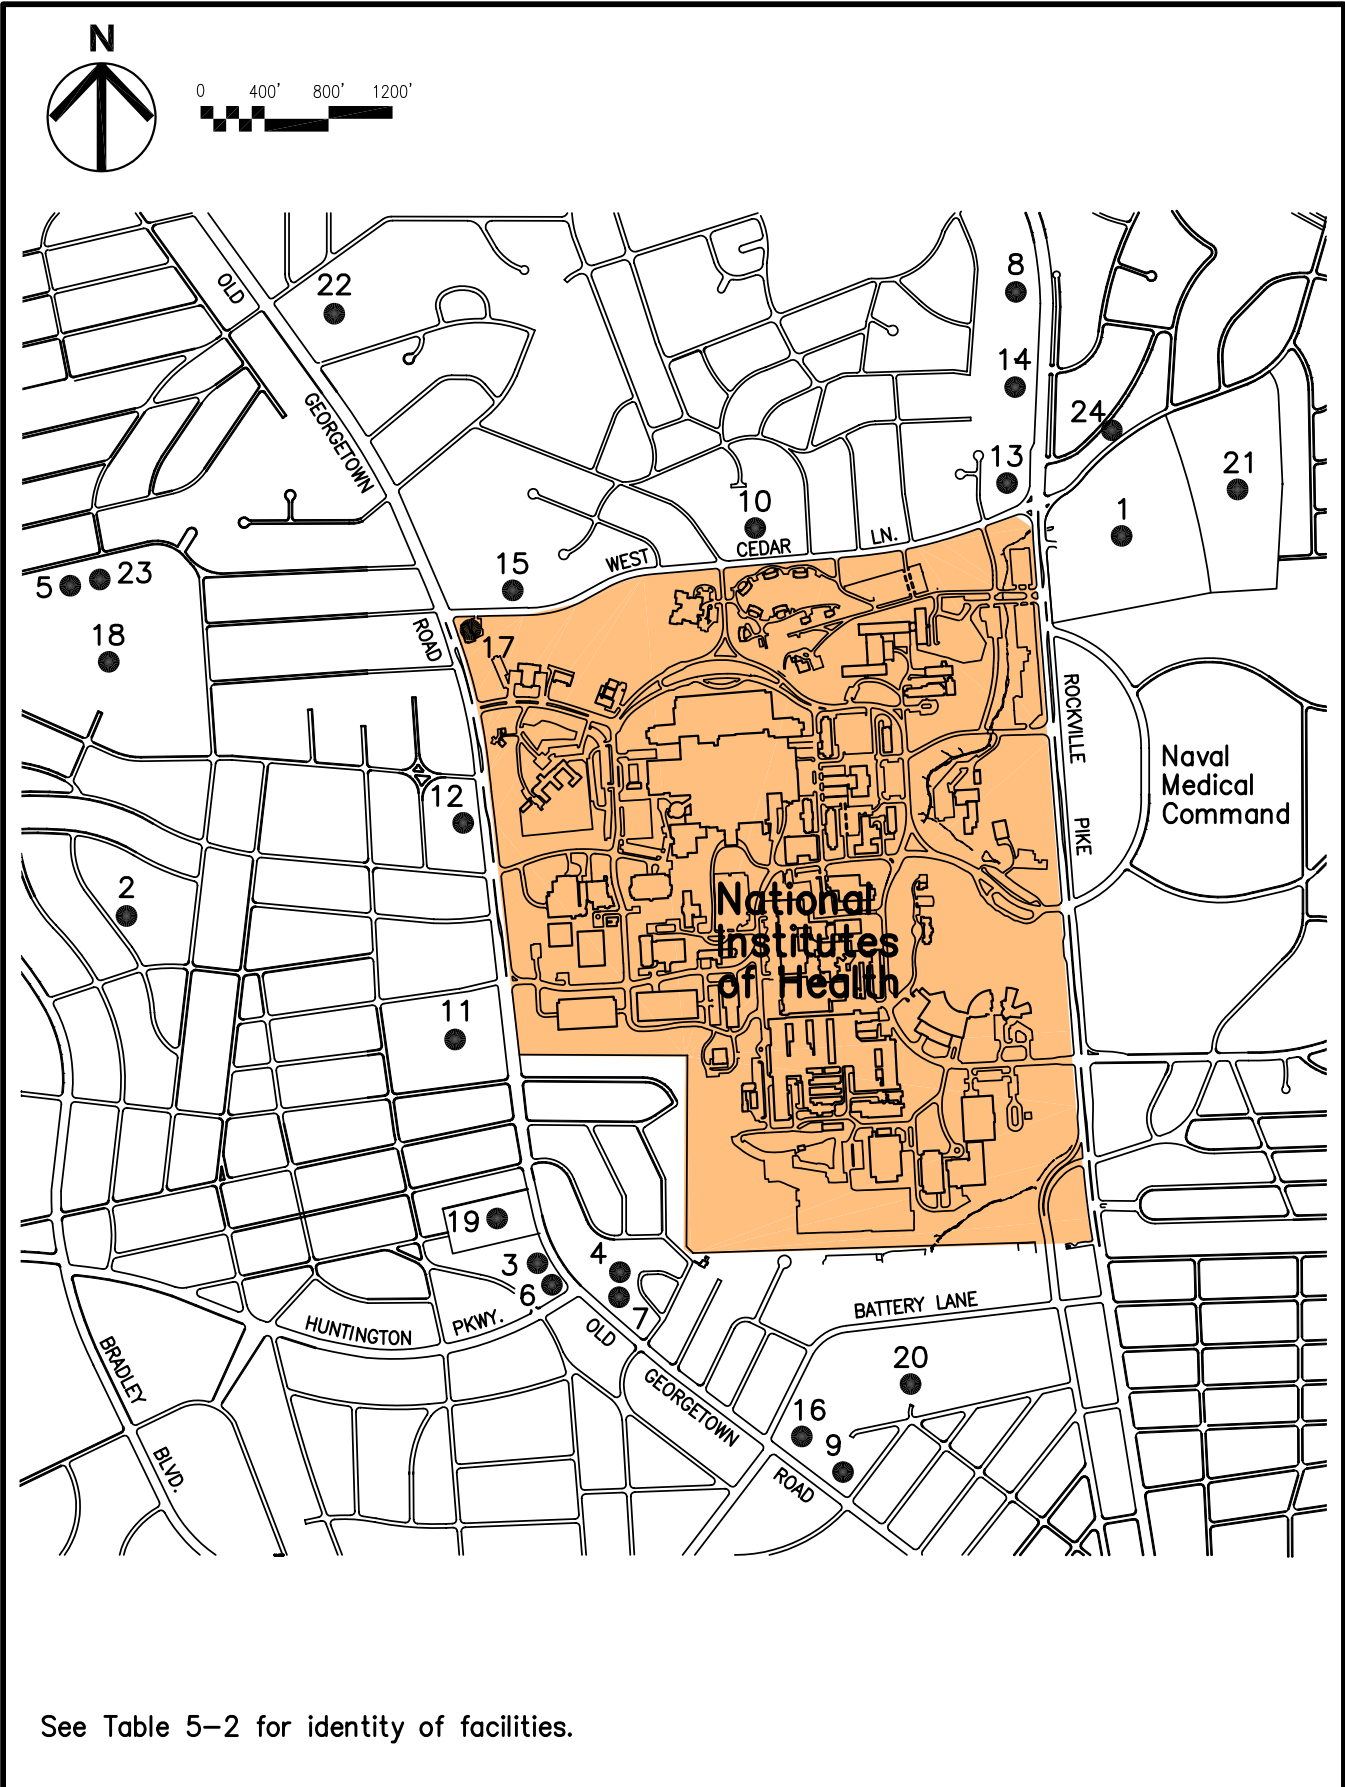 N
0 400' 800' 1200'
OLD
22
8
14
GEORGETOWN
24
21
13
10
1
CEDAR
LN.
WEST
15
5
23
ROAD
17
18
ROCKVILLE
Naval
Medical
Command
12
PIKE
2
National
Institutes
of Health
11
19
3
4
6
7
BATTERY LANE
HUNTINGTON
PKWY.
OLD
BRADLEY
20
GEORGETOWN
16
9
BLVD.
ROAD
See Table 5-2 for identity of facilities.